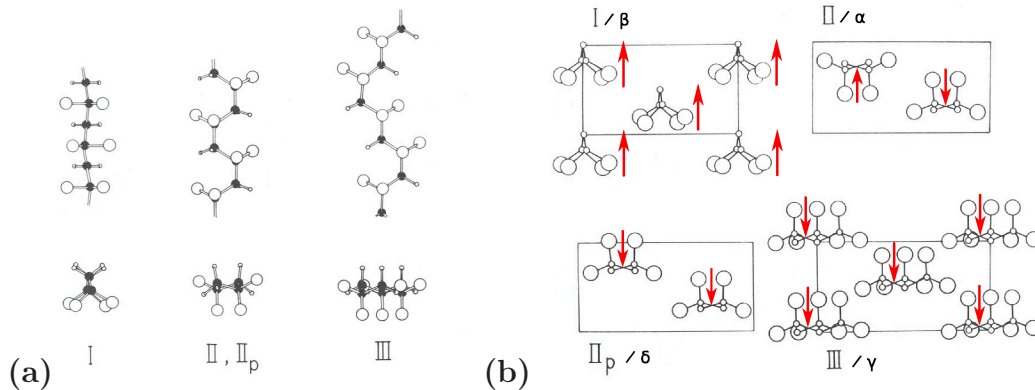 (a)
I
II, IIp
III
(b)
I / β
II / α
IIp / δ
III / γ